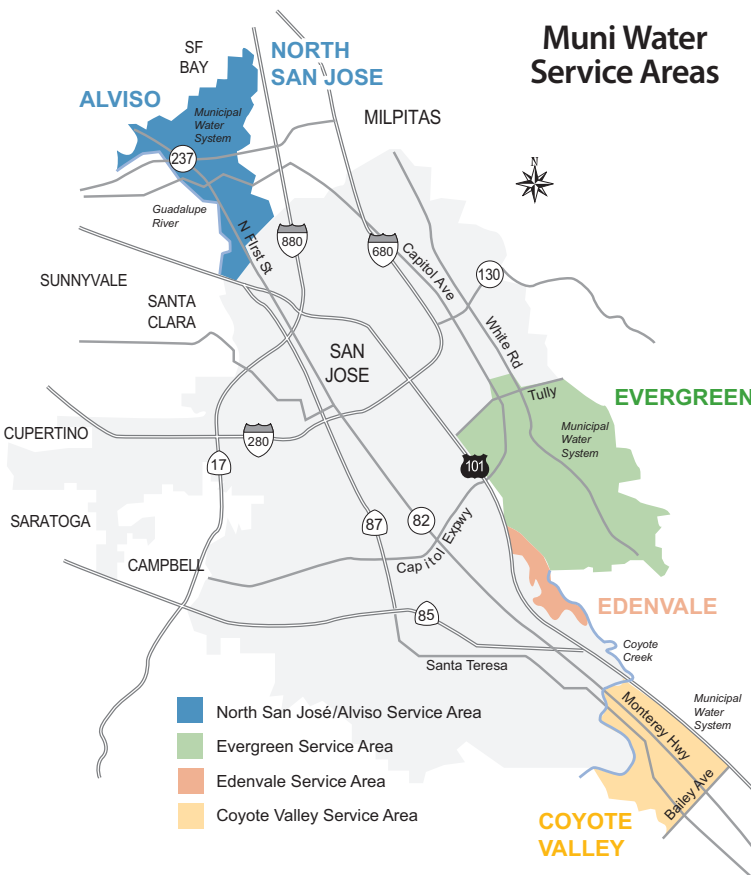 Muni Water
Service Areas
SF
BAY
NORTH
SAN JOSE
ALVISO
Municipal
Water
System
MILPITAS
237
N
Guadalupe
River
N FIrst St
880
680
Capitol Ave
130
SUNNYVALE
SANTA
CLARA
White Rd
SAN
JOSE
Tully
EVERGREEN
Municipal
Water
System
CUPERTINO
280
17
101
SARATOGA
87
82
Capitol Expwy
CAMPBELL
85
EDENVALE
Coyote
Creek
Santa Teresa
Municipal
Water
System
Monterey Hwy
Bailey Ave
North San José/Alviso Service Area
Evergreen Service Area
Edenvale Service Area
Coyote Valley Service Area
COYOTE
VALLEY